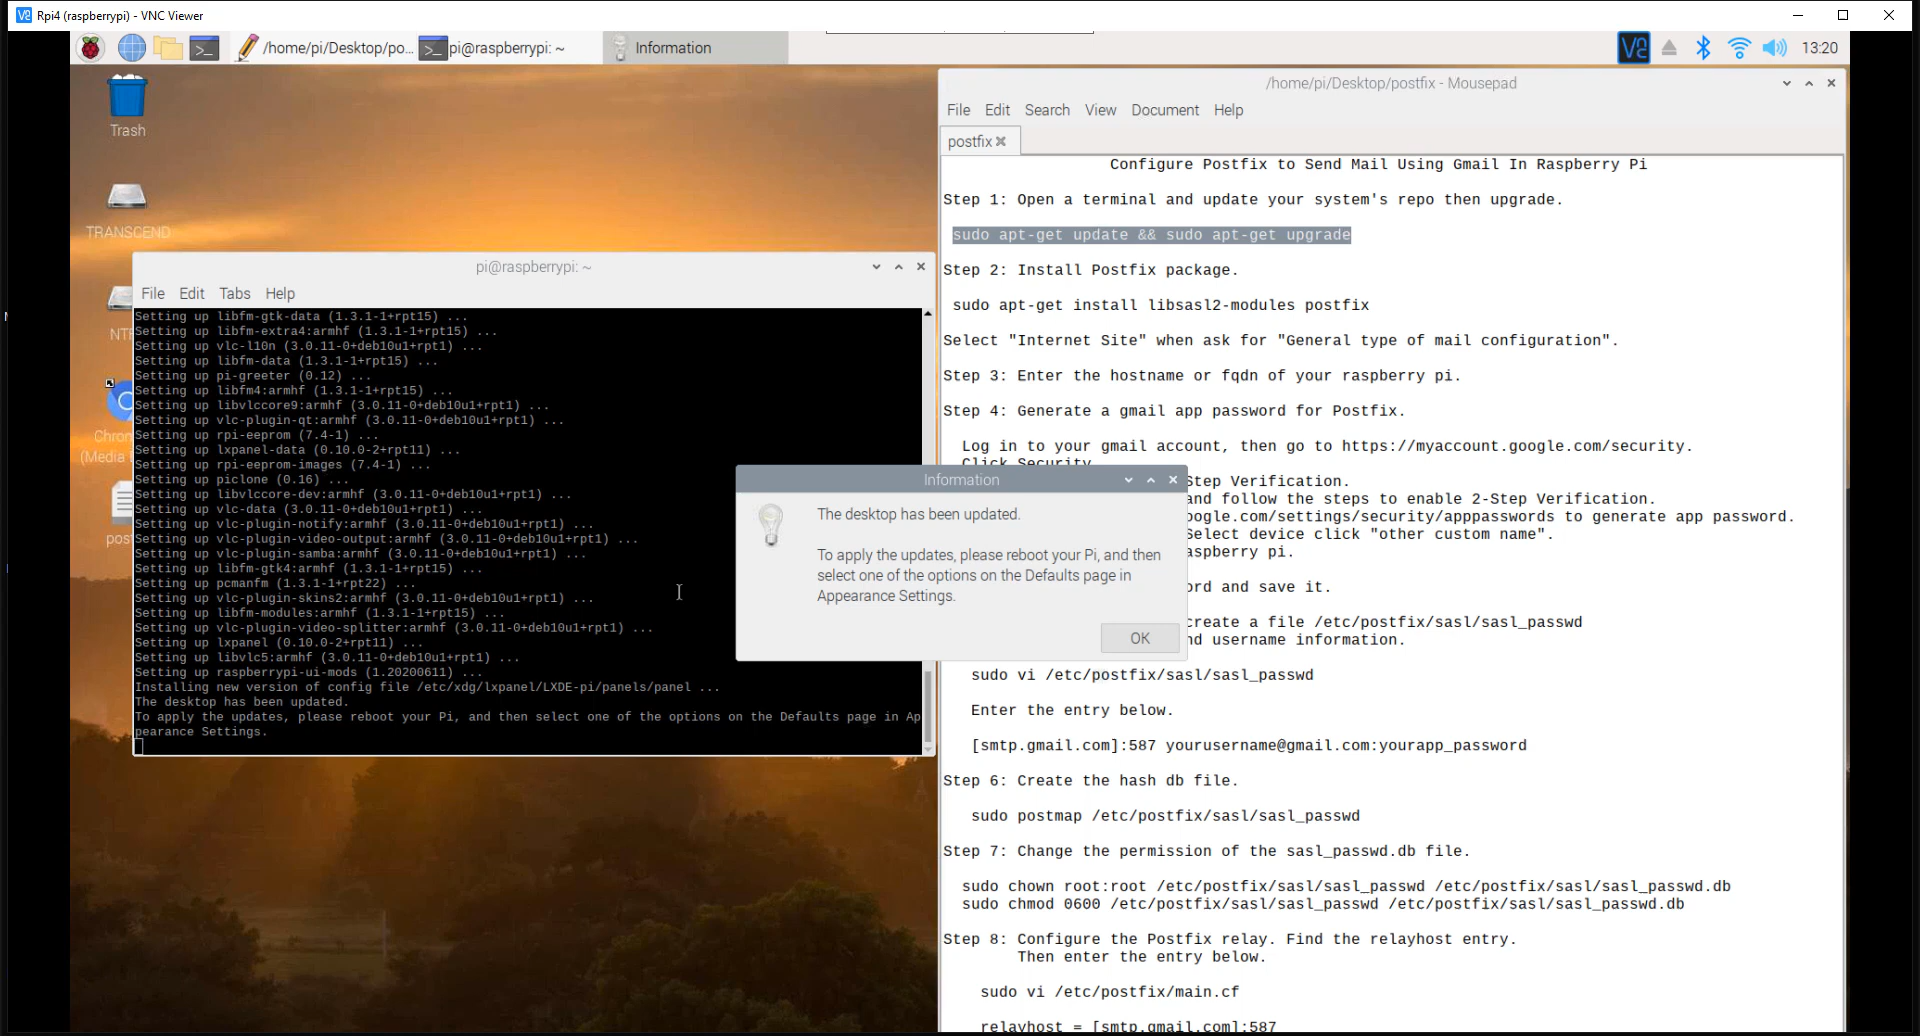 Rpi4 (raspberrypi) - VNC Viewer
/home/pi/Desktop/po...
pi@raspberrypi: ~
Information
13:20
Trash
TRANSCEND
pi@raspberrypi: ~
File Edit Tabs Help
Setting up libfm-gtk-data (1.3.1-1+rpt15) ...
Setting up libfm-extra4:armhf (1.3.1-1+rpt15) ...
Setting up vlc-l10n (3.0.11-0+deb10u1+rpt1) ...
Setting up libfm-data (1.3.1-1+rpt15) ...
Setting up pi-greeter (0.12) ...
Setting up libfm4:armhf (1.3.1-1+rpt15) ...
Setting up libvlccore9:armhf (3.0.11-0+deb10u1+rpt1) ...
Setting up vlc-plugin-qt:armhf (3.0.11-0+deb10u1+rpt1) ...
Setting up rpi-eeprom (7.4-1) ...
Setting up lxpanel-data (0.10.0-2+rpt11) ...
Setting up rpi-eeprom-images (7.4-1) ...
Setting up piclone (0.16) ...
Setting up libvlccore-dev:armhf (3.0.11-0+deb10u1+rpt1) ...
Setting up vlc-data (3.0.11-0+deb10u1+rpt1) ...
Setting up vlc-plugin-notify:armhf (3.0.11-0+deb10u1+rpt1) ...
Setting up vlc-plugin-video-output:armhf (3.0.11-0+deb10u1+rpt1) ...
Setting up vlc-plugin-samba:armhf (3.0.11-0+deb10u1+rpt1) ...
Setting up libfm-gtk4:armhf (1.3.1-1+rpt15) ...
Setting up pcmanfm (1.3.1-1+rpt22) ...
Setting up vlc-plugin-skins2:armhf (3.0.11-0+deb10u1+rpt1) ...
Setting up libfm-modules:armhf (1.3.1-1+rpt15) ...
Setting up vlc-plugin-video-splitter:armhf (3.0.11-0+deb10u1+rpt1) ...
Setting up lxpanel (0.10.0-2+rpt11) ...
Setting up libvlc5:armhf (3.0.11-0+deb10u1+rpt1) ...
Setting up raspberrypi-ui-mods (1.20200611) ...
Installing new version of config file /etc/xdg/lxpanel/LXDE-pi/panels/panel ...
The desktop has been updated.
To apply the updates, please reboot your Pi, and then select one of the options on the Defaults page in Ap
pearance Settings.
Information
The desktop has been updated.
To apply the updates, please reboot your Pi, and then
select one of the options on the Defaults page in
Appearance Settings.
OK
/home/pi/Desktop/postfix - Mousepad
File Edit Search View Document Help
postfix
Configure Postfix to Send Mail Using Gmail In Raspberry Pi
Step 1: Open a terminal and update your system's repo then upgrade.
sudo apt-get update && sudo apt-get upgrade
Step 2: Install Postfix package.
sudo apt-get install libsasl2-modules postfix
Select "Internet Site" when ask for "General type of mail configuration".
Step 3: Enter the hostname or fqdn of your raspberry pi.
Step 4: Generate a gmail app password for Postfix.
Log in to your gmail account, then go to https://myaccount.google.com/security.
Click Security
Step Verification.
and follow the steps to enable 2-Step Verification.
oogle.com/settings/security/apppasswords to generate app password.
Select device click "other custom name".
aspberry pi.
ord and save it.
create a file /etc/postfix/sasl/sasl_passwd
nd username information.
sudo vi /etc/postfix/sasl/sasl_passwd
Enter the entry below.
[smtp.gmail.com]:587 yourusername@gmail.com:yourapp_password
Step 6: Create the hash db file.
sudo postmap /etc/postfix/sasl/sasl_passwd
Step 7: Change the permission of the sasl_passwd.db file.
sudo chown root:root /etc/postfix/sasl/sasl_passwd /etc/postfix/sasl/sasl_passwd.db
sudo chmod 0600 /etc/postfix/sasl/sasl_passwd /etc/postfix/sasl/sasl_passwd.db
Step 8: Configure the Postfix relay. Find the relayhost entry.
Then enter the entry below.
sudo vi /etc/postfix/main.cf
relayhost = [smtp.gmail.com]:587